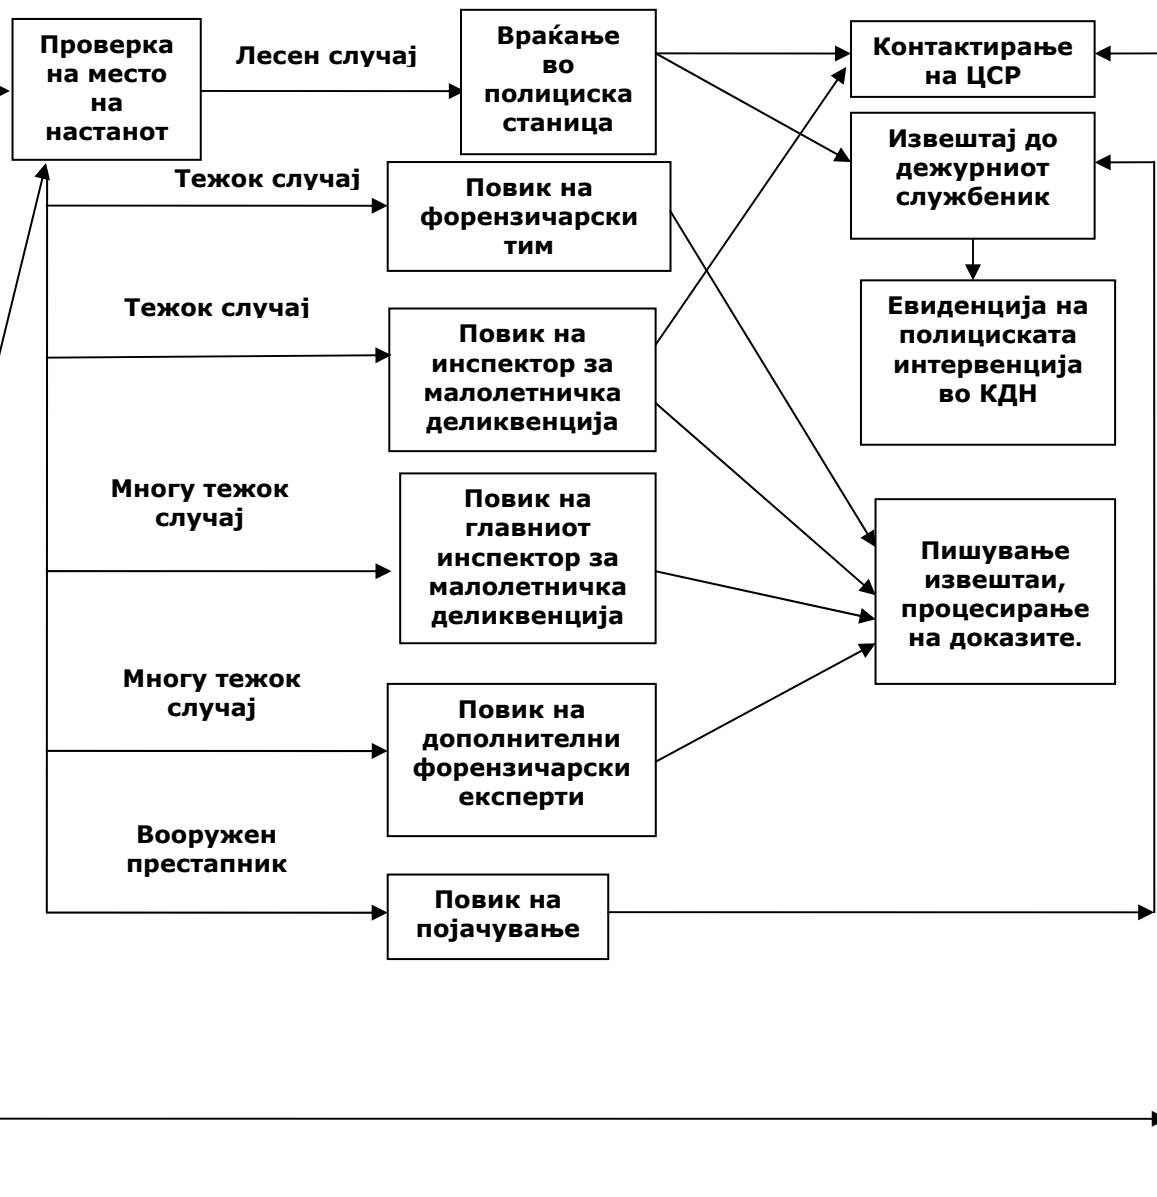 Проверка
на место
на
настанот
Лесен случај
Враќање
во
полициска
станица
Контактирање
на ЦСР
Извештај до
дежурниот
службеник
Тежок случај
Повик на
форензичарски
тим
Евиденција на
полициската
интервенција
во КДН
Тежок случај
Повик на
инспектор за
малолетничка
деликвенција
Многу тежок
случај
Повик на
главниот
инспектор за
малолетничка
деликвенција
Пишување
извештаи,
процесирање
на доказите.
Многу тежок
случај
Повик на
дополнителни
форензичарски
експерти
Вооружен
престапник
Повик на
појачување